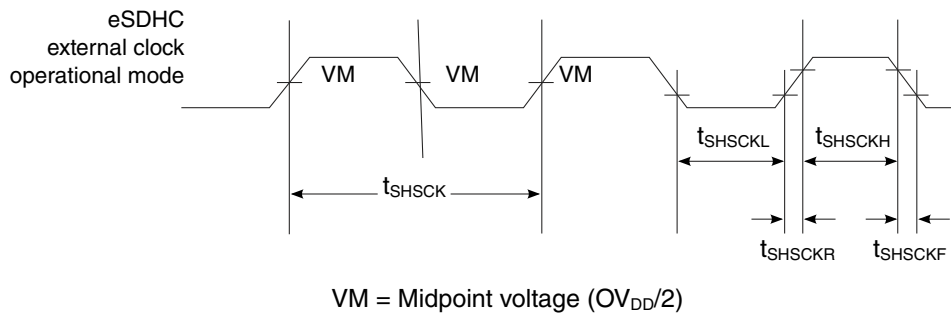 eSDHC
external clock
operational mode
VM VM VM
tSHSCKL tSHSCKH
tSHSCK
tSHSCKR tSHSCKF
VM = Midpoint voltage (OVDD/2)